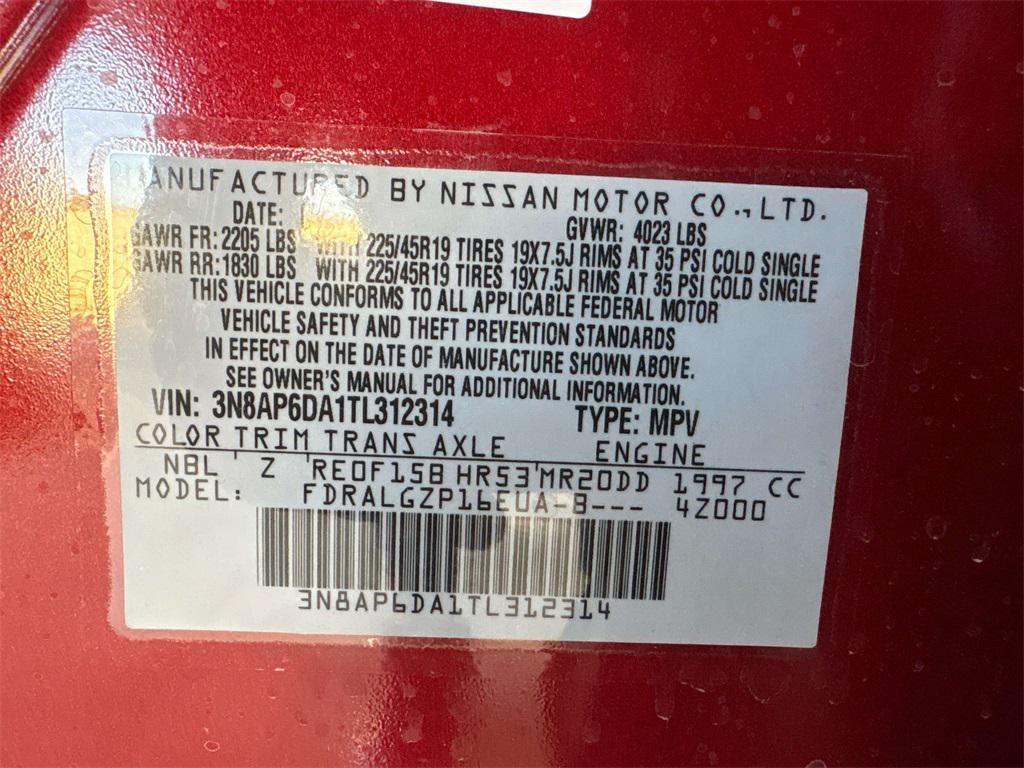 MANUFACTURED BY NISSAN MOTOR CO., LTD.
DATE: GVWR: 4023 LBS
GAWR FR: 2205 LBS WITH 225/45R19 TIRES 19X7.5J RIMS AT 35 PSI COLD SINGLE
GAWR RR: 1830 LBS WITH 225/45R19 TIRES 19X7.5J RIMS AT 35 PSI COLD SINGLE
THIS VEHICLE CONFORMS TO ALL APPLICABLE FEDERAL MOTOR
VEHICLE SAFETY AND THEFT PREVENTION STANDARDS
IN EFFECT ON THE DATE OF MANUFACTURE SHOWN ABOVE.
SEE OWNER'S MANUAL FOR ADDITIONAL INFORMATION.
VIN: 3N8AP6DA1TL312314 TYPE: MPV
COLOR TRIM TRANS AXLE ENGINE
NBL ' Z 'RE0F15B HR53'MR20DD 1997 CC
MODEL: FDRALGZP16EUA-B--- 4Z000
3N8AP6DA1TL312314